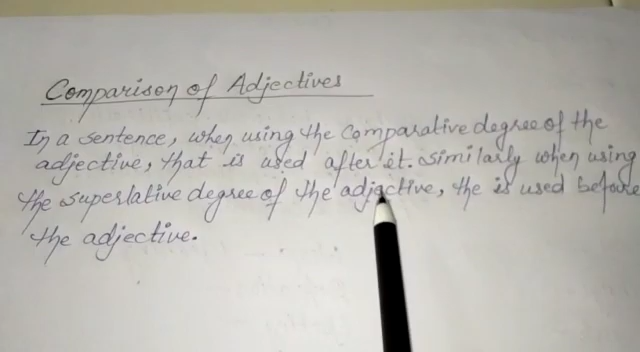 Comparison of Adjectives
In a sentence, when using the Comparative degree of the
adjective, that is used after it. similarly when using
the superlative degree of the adjective, the is used before
the adjective.